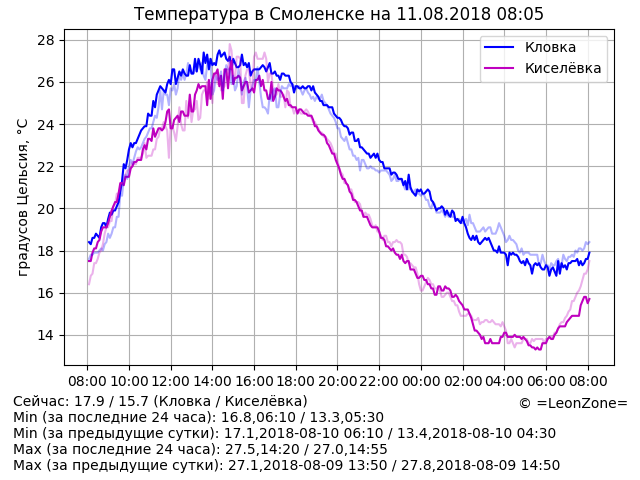 Температура в Смоленске на 11.08.2018 08:05
Кловка
Киселёвка
градусов Цельсия, °C
28
26
24
22
20
18
16
14
08:00 10:00 12:00 14:00 16:00 18:00 20:00 22:00 00:00 02:00 04:00 06:00 08:00
Сейчас: 17.9 / 15.7 (Кловка / Киселёвка)
© =LeonZone=
Min (за последние 24 часа): 16.8,06:10 / 13.3,05:30
Min (за предыдущие сутки): 17.1,2018-08-10 06:10 / 13.4,2018-08-10 04:30
Max (за последние 24 часа): 27.5,14:20 / 27.0,14:55
Max (за предыдущие сутки): 27.1,2018-08-09 13:50 / 27.8,2018-08-09 14:50